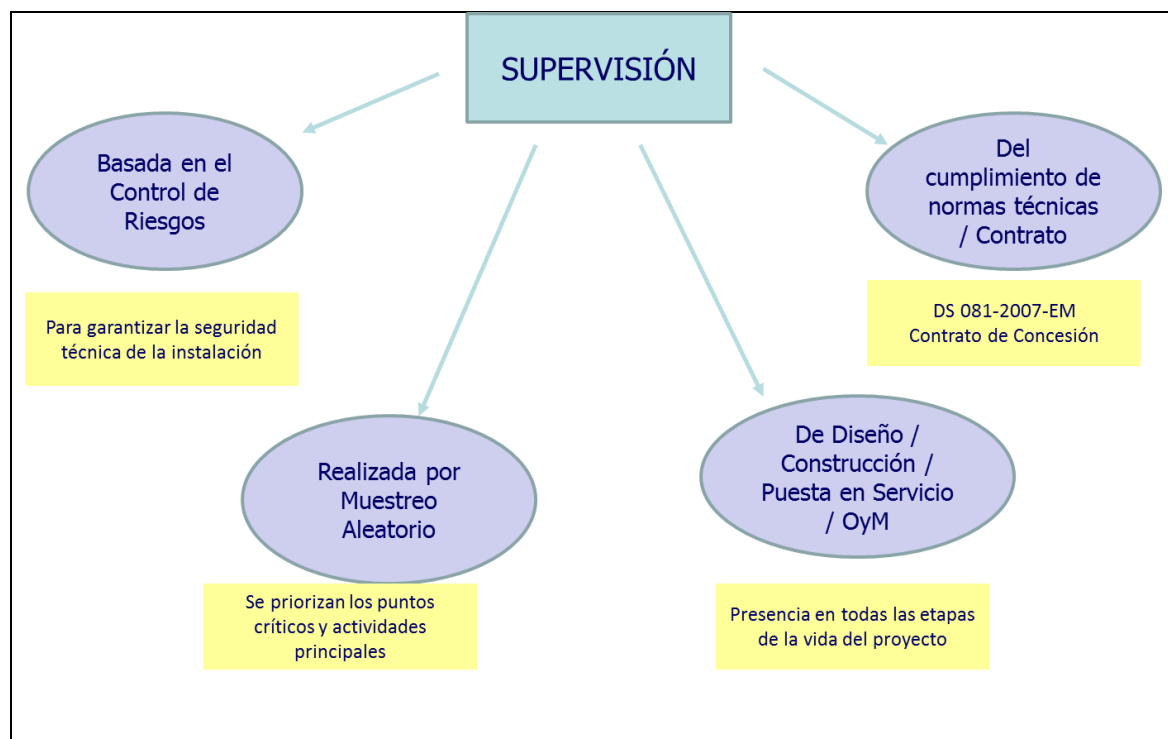 SUPERVISIÓN
Basada en el
Control de
Riesgos
Para garantizar la seguridad
técnica de la instalación
Realizada por
Muestreo
Aleatorio
Se priorizan los puntos
críticos y actividades
principales
De Diseño /
Construcción /
Puesta en Servicio
/ OyM
Presencia en todas las etapas
de la vida del proyecto
Del
cumplimiento de
normas técnicas
/ Contrato
DS 081-2007-EM
Contrato de Concesión